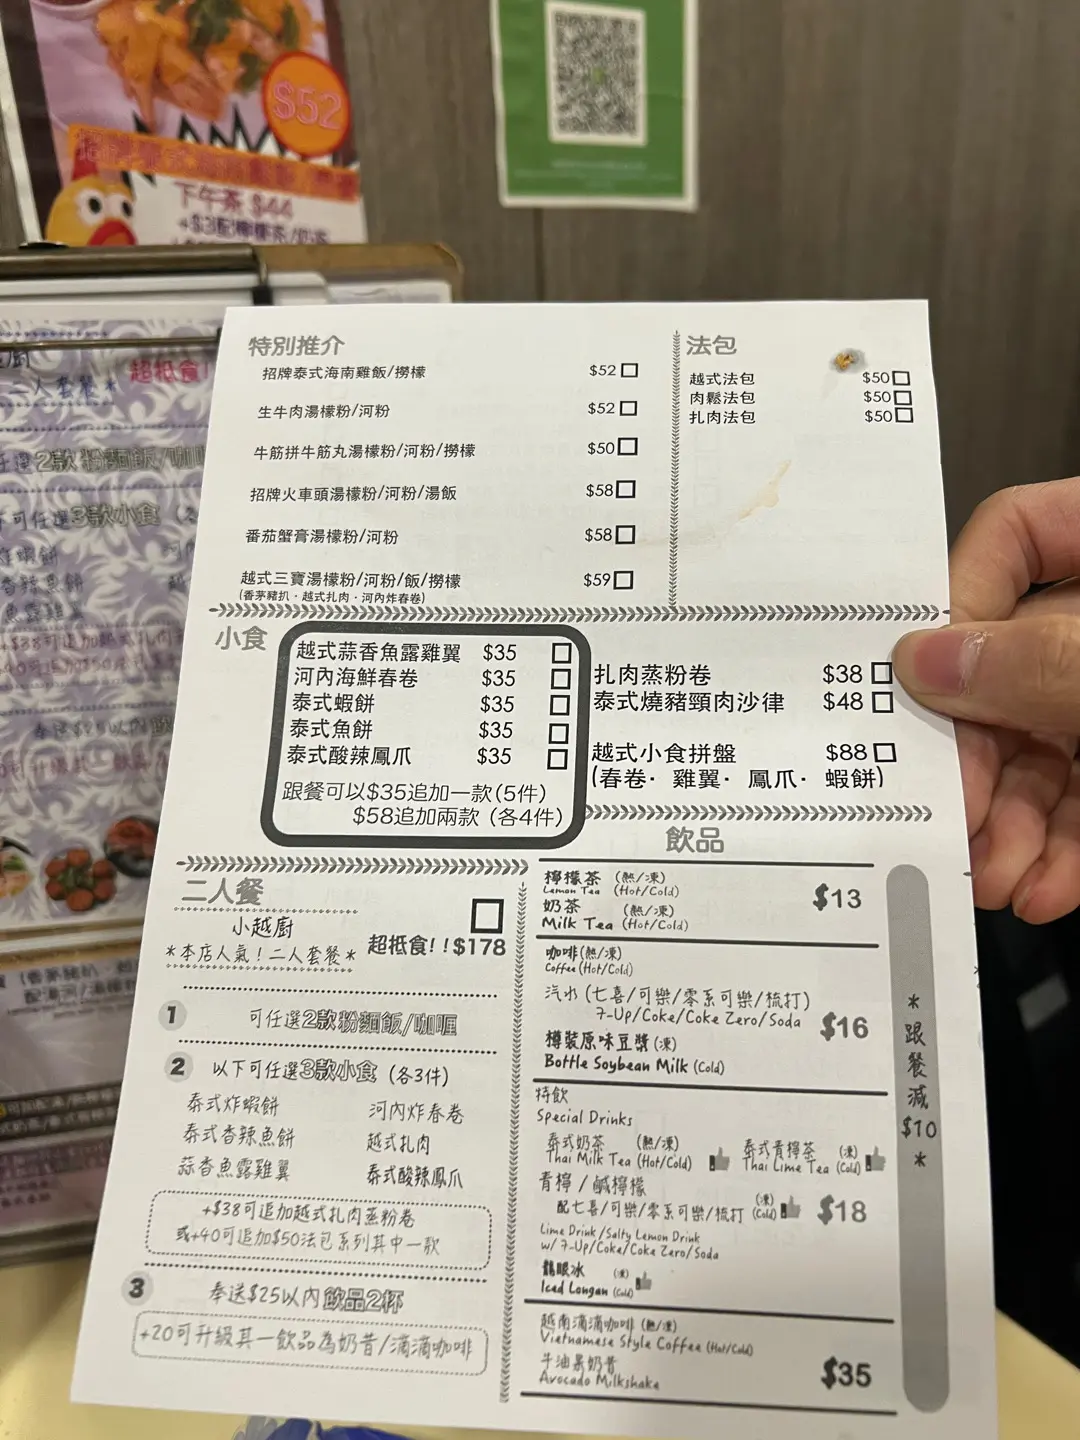 $52
下午茶 $44
超抵食!
二人套餐*
特別推介
招牌泰式海南雞飯/撈檬 $52
生牛肉湯檬粉/河粉 $52
牛筋拼牛筋丸湯檬粉/河粉/撈檬 $50
招牌火車頭湯檬粉/河粉/湯飯 $58
番茄蟹膏湯檬粉/河粉 $58
越式三寶湯檬粉/河粉/飯/撈檬 $59
(香茅豬扒·越式扎肉·河內炸春卷)
法包
越式法包 $50
肉鬆法包 $50
扎肉法包 $50
小食
越式蒜香魚露雞翼 $35
河內海鮮春卷 $35
泰式蝦餅 $35
泰式魚餅 $35
泰式酸辣鳳爪 $35
跟餐可以$35追加一款(5件)
$58追加兩款 (各4件)
扎肉蒸粉卷 $38
泰式燒豬頸肉沙律 $48
越式小食拼盤 $88
(春卷· 雞翼· 鳳爪· 蝦餅)
二人餐
小越廚
*本店人氣!二人套餐*
超抵食!!$178
1 可任選2款粉麵飯/咖喱
2 以下可任選3款小食 (各3件)
泰式炸蝦餅 河內炸春卷
泰式香辣魚餅 越式扎肉
蒜香魚露雞翼 泰式酸辣鳳爪
+$38可追加越式扎肉蒸粉卷
或+40可追加$50法包系列其中一款
3 奉送$25以內飲品2杯
+20可升級其一飲品為奶昔/滴滴咖啡
飲品
檸檬茶 (熱/凍)
Lemon Tea (Hot/Cold)
奶茶 (熱/凍)
Milk Tea (Hot/Cold)
$13
咖啡(熱/凍)
Coffee (Hot/Cold)
汽水 (七喜/可樂/零系可樂/梳打)
7-Up/Coke/Coke Zero/Soda
樽裝原味豆漿(凍)
Bottle Soybean Milk (Cold)
$16
特飲
Special Drinks
泰式奶茶 (熱/凍)
Thai Milk Tea (Hot/Cold)
泰式青檸茶 (凍)
Thai Lime Tea (Cold)
青檸 / 鹹檸檬
配七喜/可樂/零系可樂/梳打 (凍) (Cold)
Lime Drink /Salty Lemon Drink
w/ 7-Up/Coke/Coke Zero/Soda
龍眼冰 (凍)
Iced Longan (Cold)
$18
越南滴滴咖啡 (熱/凍)
Vietnamese Style Coffee (Hot/Cold)
牛油果奶昔
Avocado Milkshake
$35
*跟餐減$10*